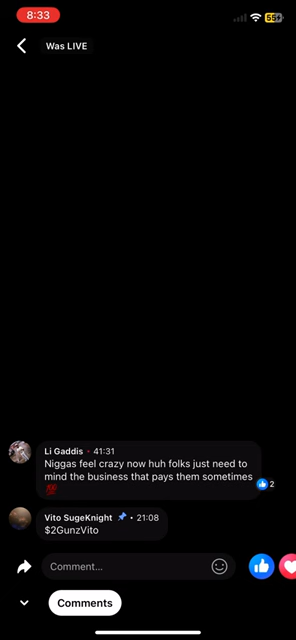 8:33
55
Was LIVE
Li Gaddis • 41:31
Niggas feel crazy now huh folks just need to
mind the business that pays them sometimes
💯
2
Vito SugeKnight 📌 • 21:08
$2GunzVito
Comment...
Comments